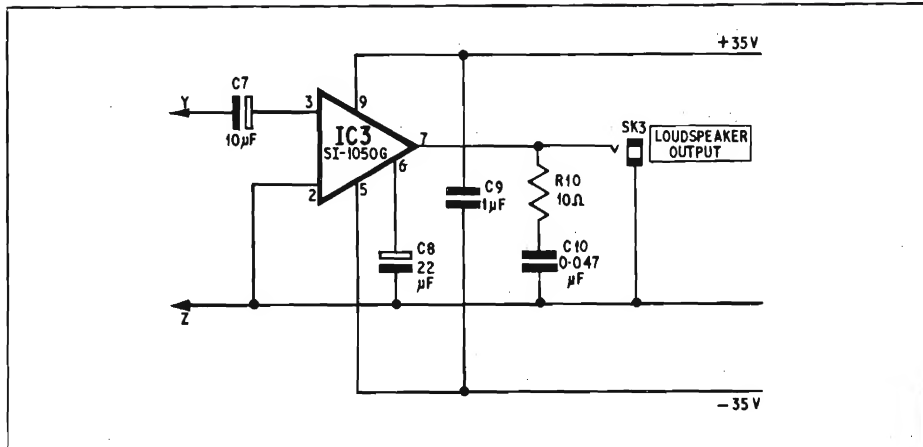 +35V
C7
Y
10µF
3
9
IC3
SI-1050G
7
6
2
5
SK3
LOUDSPEAKER
OUTPUT
R10
10Ω
C9
1µF
C8
22
µF
C10
0·047
µF
Z
−35V